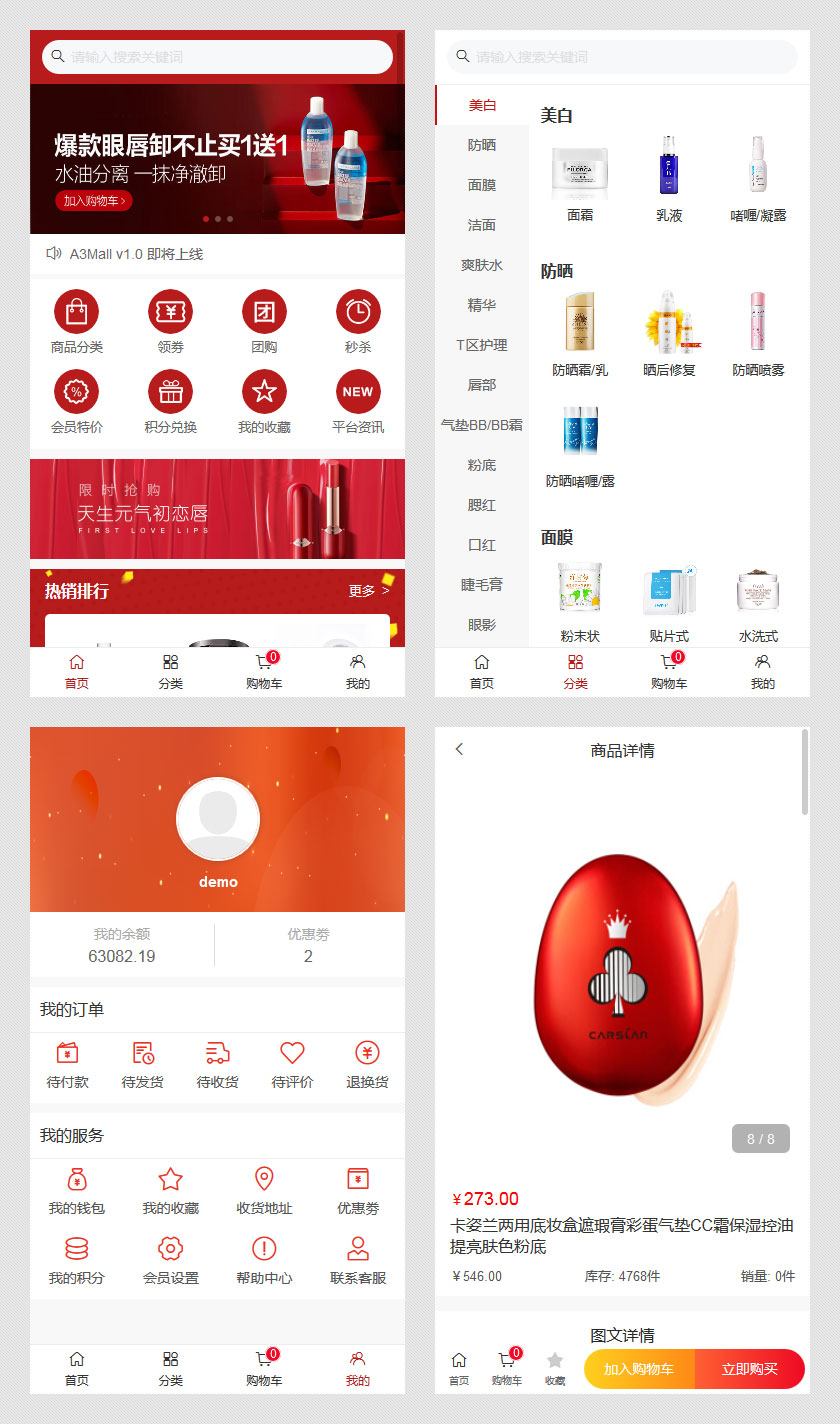 请输入搜索关键词
爆款眼唇卸不止买1送1
水油分离 一抹净澈卸
加入购物车 >
A3Mall v1.0 即将上线
商品分类 领劵 团购 秒杀
NEW
会员特价 积分兑换 我的收藏 平台资讯
限时抢购
天生元气初恋唇
FIRST LOVE LIPS
热销排行 更多 >
0
首页 分类 购物车 我的
请输入搜索关键词
美白
防晒
面膜
洁面
爽肤水
精华
T区护理
唇部
气垫BB/BB霜
粉底
腮红
口红
睫毛膏
眼影
美白
面霜 乳液 啫喱/凝露
防晒
防晒霜/乳 晒后修复 防晒喷雾
防晒啫喱/露
面膜
粉末状 贴片式 水洗式
0
首页 分类 购物车 我的
demo
我的余额 优惠劵
63082.19 2
我的订单
待付款 待发货 待收货 待评价 退换货
我的服务
我的钱包 我的收藏 收货地址 优惠劵
我的积分 会员设置 帮助中心 联系客服
0
首页 分类 购物车 我的
商品详情
CARSLAN
8 / 8
¥273.00
卡姿兰两用底妆盒遮瑕膏彩蛋气垫CC霜保湿控油
提亮肤色粉底
¥546.00 库存: 4768件 销量: 0件
图文详情
0
首页 购物车 收藏 加入购物车 立即购买